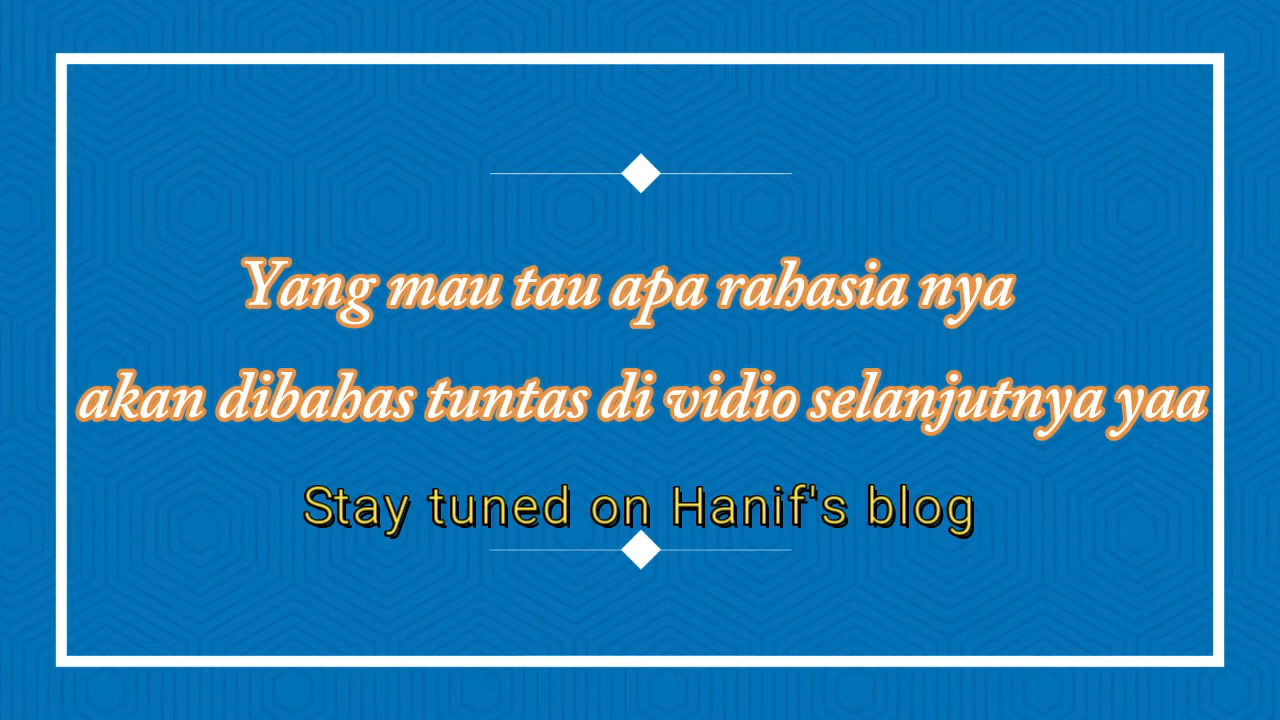 Yang mau tau apa rahasia nya
akan dibahas tuntas di vidio selanjutnya yaa
Stay tuned on Hanif's blog